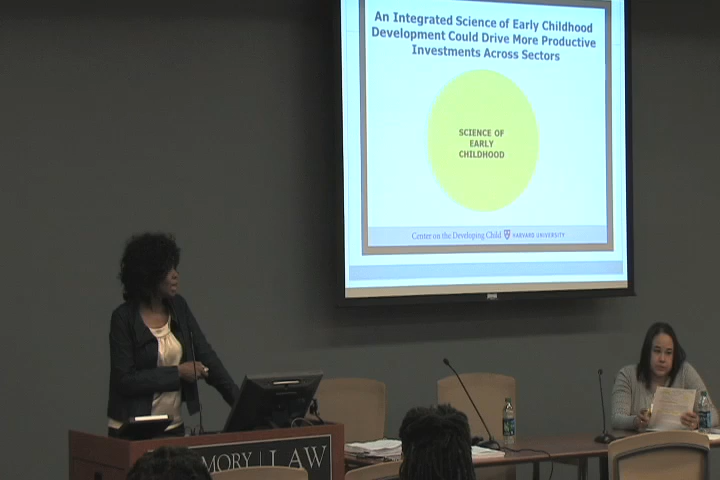 An Integrated Science of Early Childhood
Development Could Drive More Productive
Investments Across Sectors
SCIENCE OF
EARLY
CHILDHOOD
Center on the Developing Child HARVARD UNIVERSITY
MORY | LAW